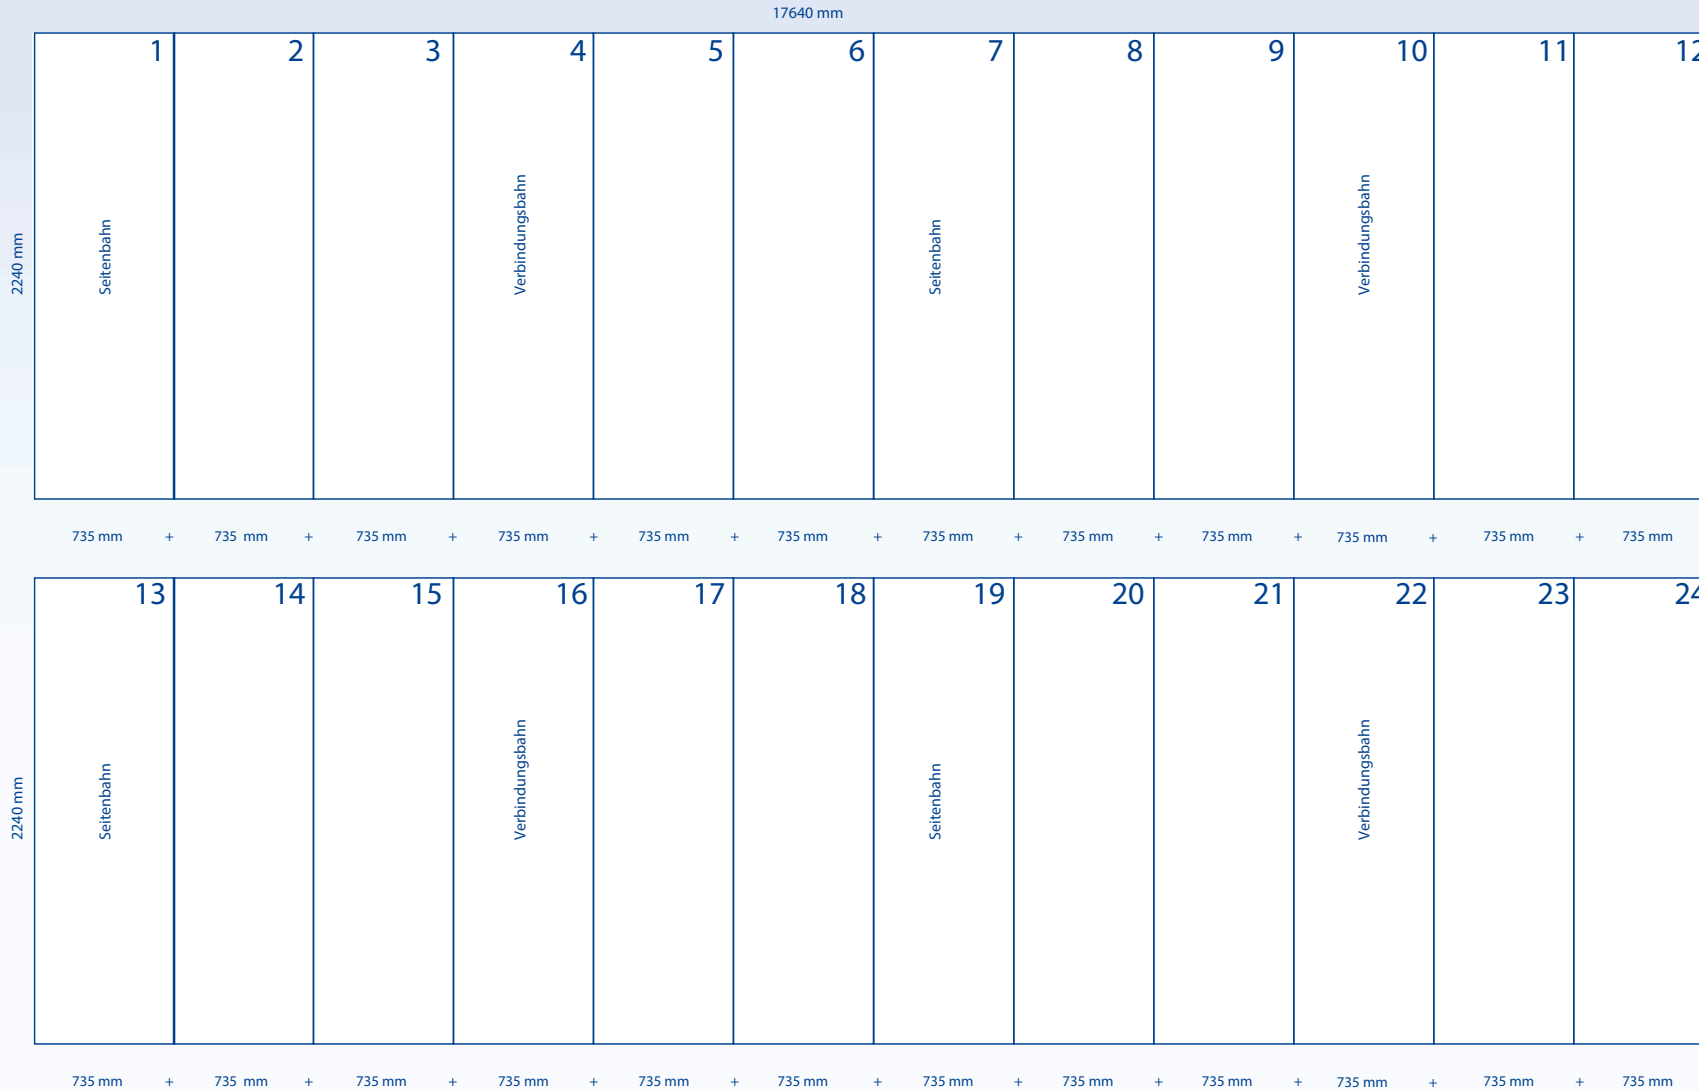 17640 mm
1 2 3 4 5 6 7 8 9 10 11 12
2240 mm
Seitenbahn
Verbindungsbahn
Seitenbahn
Verbindungsbahn
735 mm + 735 mm + 735 mm + 735 mm + 735 mm + 735 mm + 735 mm + 735 mm + 735 mm + 735 mm + 735 mm + 735 mm
13 14 15 16 17 18 19 20 21 22 23 24
2240 mm
Seitenbahn
Verbindungsbahn
Seitenbahn
Verbindungsbahn
735 mm + 735 mm + 735 mm + 735 mm + 735 mm + 735 mm + 735 mm + 735 mm + 735 mm + 735 mm + 735 mm + 735 mm